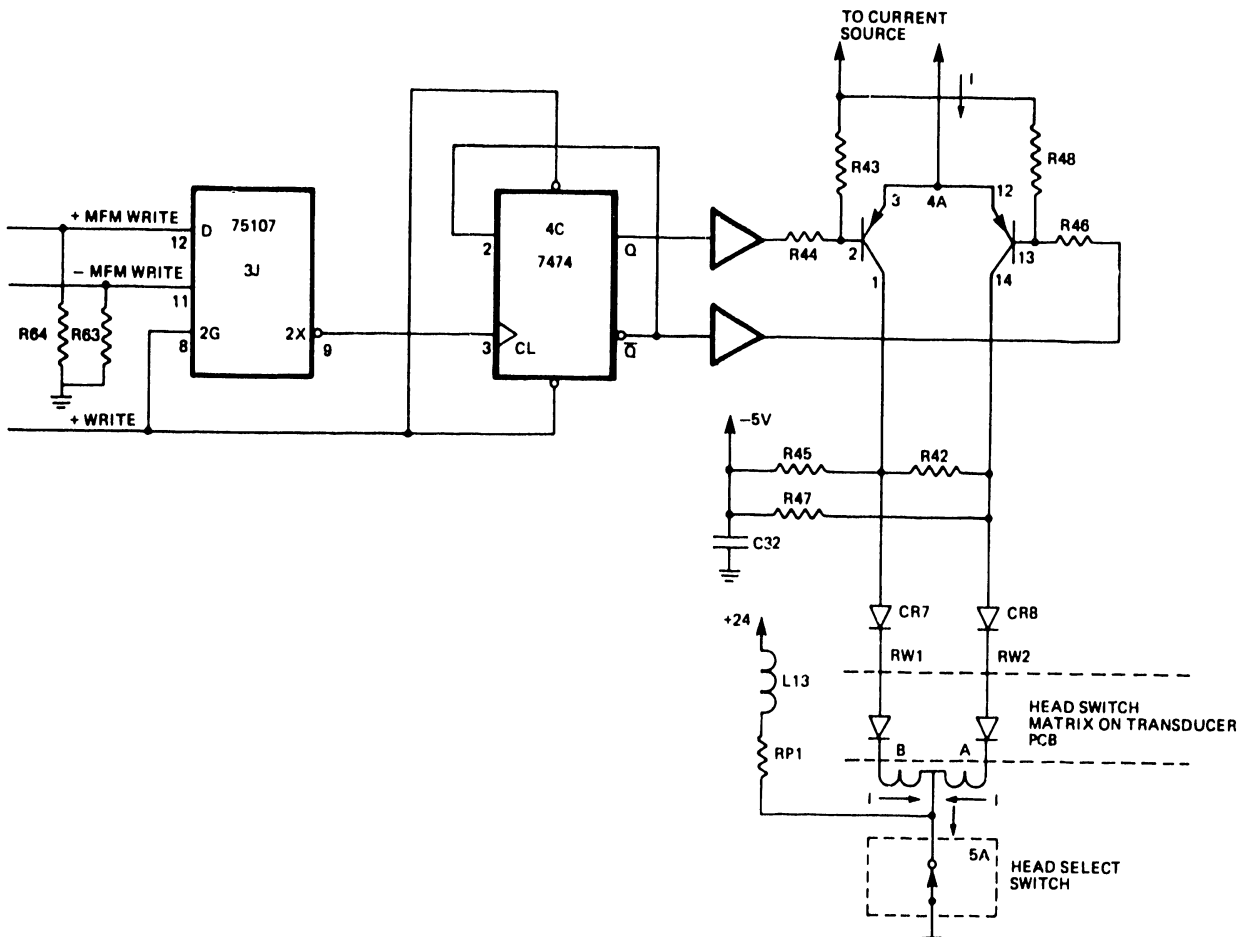 TO CURRENT
SOURCE
I
R43
R48
+ MFM WRITE
12
D
75107
3J
− MFM WRITE
11
R64
R63
2G
8
2X
9
+ WRITE
2
4C
7474
Q
3
CL
Q̅
R44
3
4A
12
2
13
R46
1
14
−5V
R45
R42
R47
C32
+24
CR7
CR8
L13
RW1
RW2
HEAD SWITCH
MATRIX ON TRANSDUCER
PCB
RP1
B
A
I
I
5A
HEAD SELECT
SWITCH